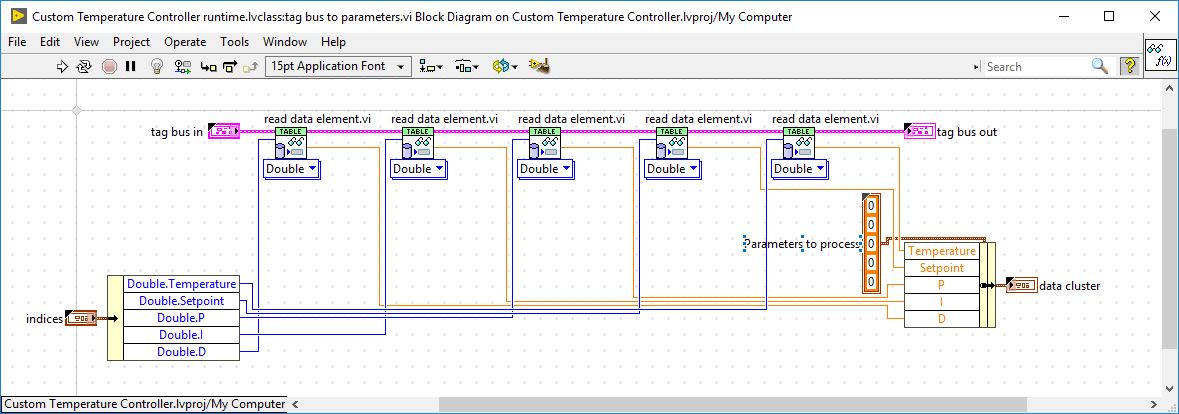 Custom Temperature Controller runtime.lvclass:tag bus to parameters.vi Block Diagram on Custom Temperature Controller.lvproj/My Computer
File Edit View Project Operate Tools Window Help
15pt Application Font
Search
?
f(x)
read data element.vi read data element.vi read data element.vi read data element.vi read data element.vi
tag bus in
TABLE TABLE TABLE TABLE TABLE
tag bus out
Double Double Double Double Double
0
0
Parameters to process
0
0
0
Temperature
Setpoint
P
I
D
data cluster
Double.Temperature
Double.Setpoint
Double.P
Double.I
Double.D
indices
Custom Temperature Controller.lvproj/My Computer